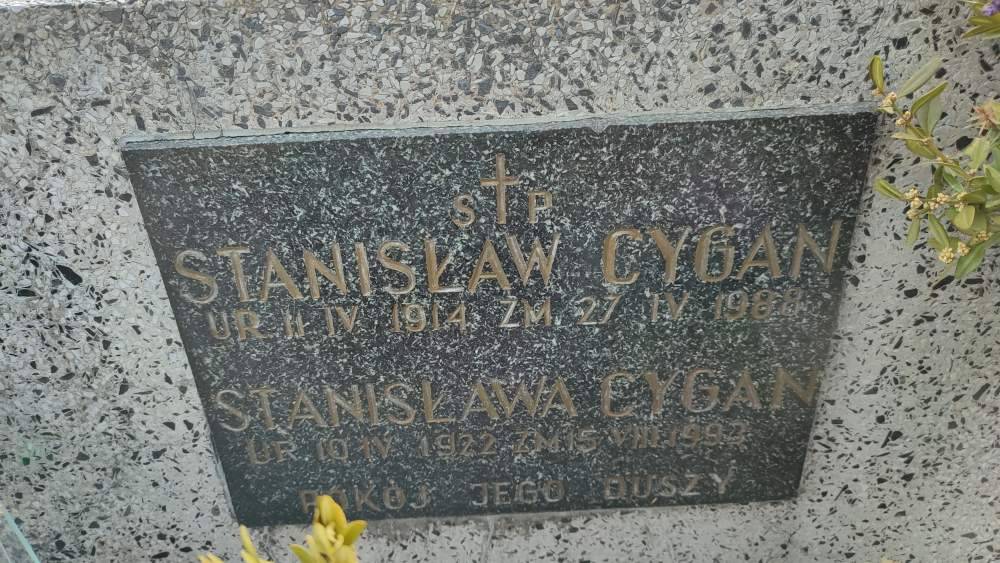 S P
STANISŁAW CYGAN
UR 11 IV 1914 ZM 27 IV 1988
STANISŁAWA CYGAN
UR 10 IV 1922 ZM 15 VIII 1992
POKÓJ JEGO DUSZY